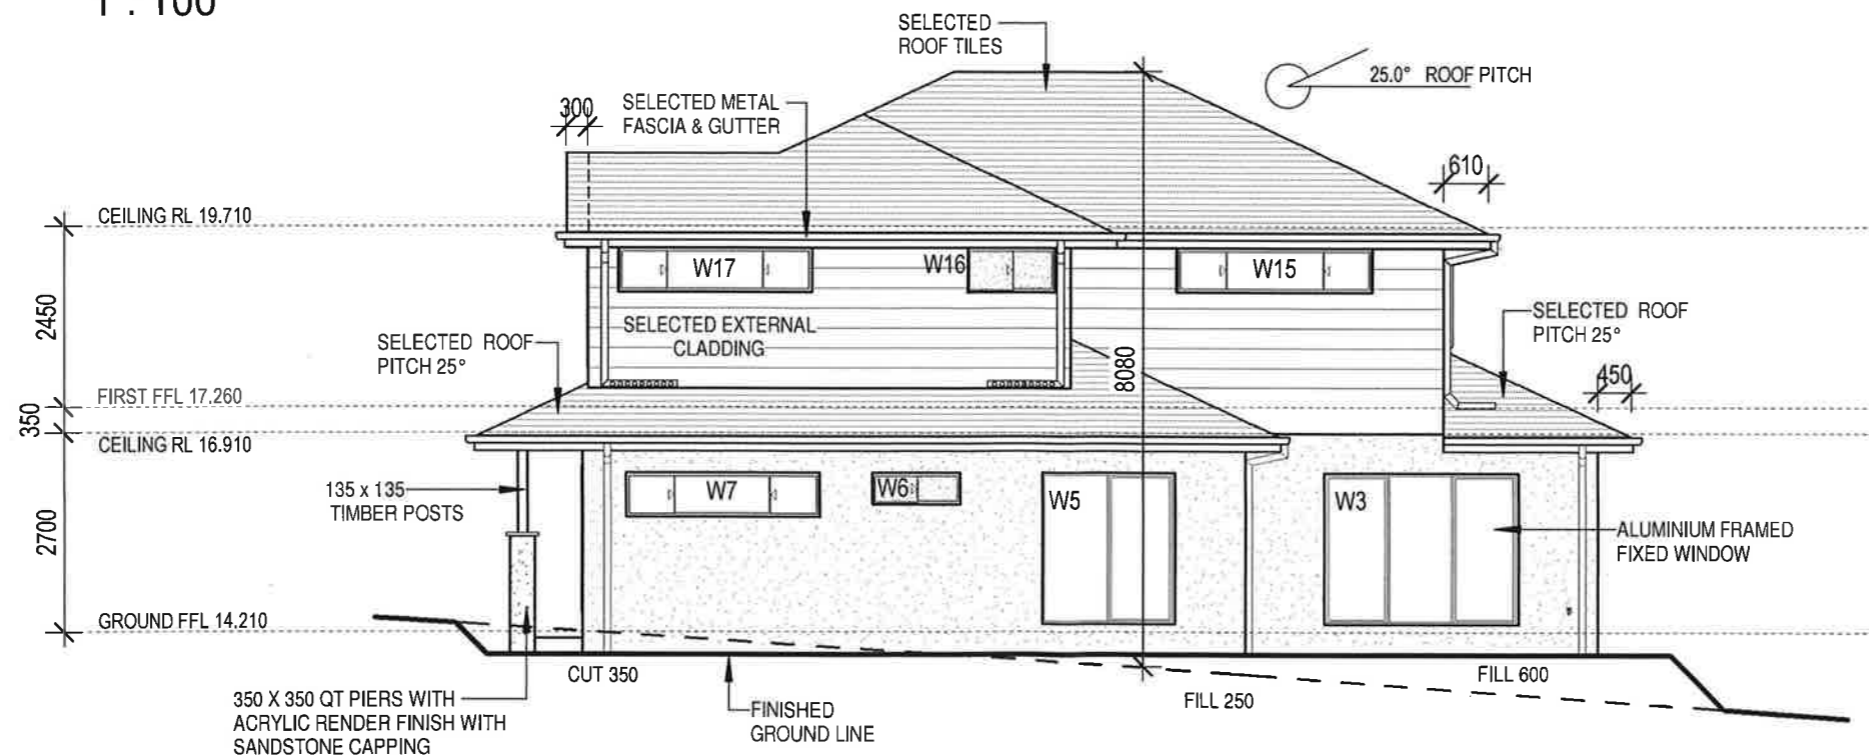 1 : 100
SELECTED
ROOF TILES
25.0° ROOF PITCH
300
SELECTED METAL
FASCIA & GUTTER
610
CEILING RL 19.710
W17
W16
W15
2450
SELECTED EXTERNAL
CLADDING
SELECTED ROOF
PITCH 25°
SELECTED ROOF
PITCH 25°
8080
450
FIRST FFL 17.260
350
CEILING RL 16.910
135 x 135
TIMBER POSTS
W7
W6
W5
W3
2700
ALUMINIUM FRAMED
FIXED WINDOW
GROUND FFL 14.210
CUT 350
FILL 600
FILL 250
350 X 350 QT PIERS WITH
ACRYLIC RENDER FINISH WITH
SANDSTONE CAPPING
FINISHED
GROUND LINE